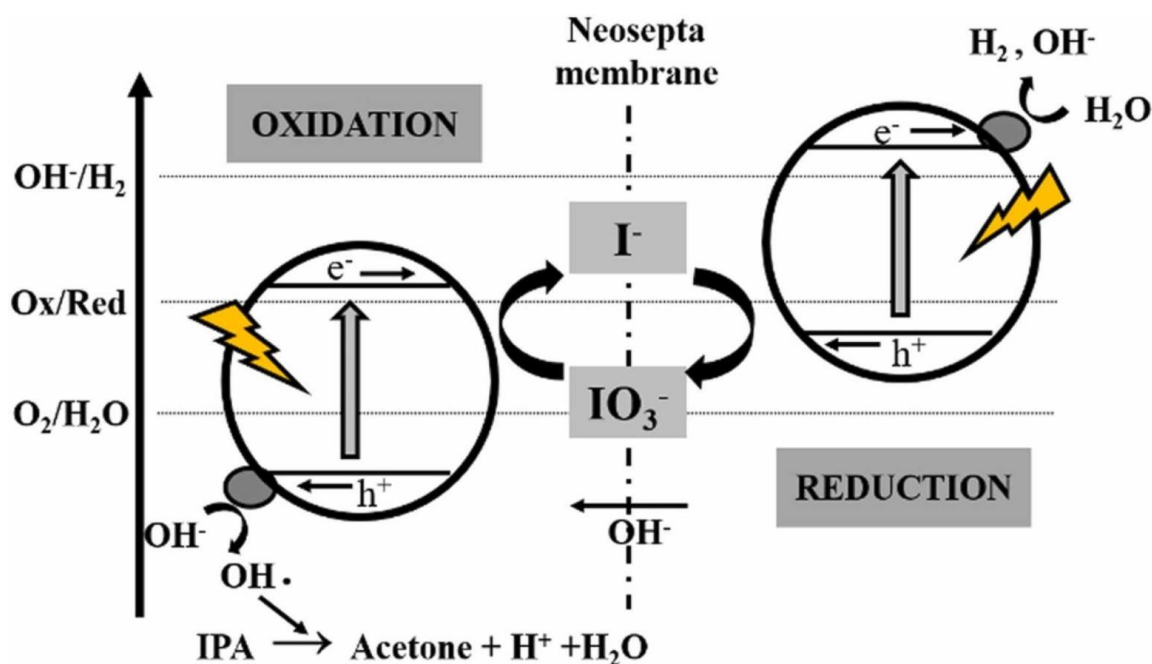 Neosepta
membrane
H₂ , OH⁻
H₂O
OXIDATION
e⁻
OH⁻/H₂
I⁻
e⁻
Ox/Red
h⁺
IO₃⁻
O₂/H₂O
h⁺
REDUCTION
OH⁻
OH⁻
OH·
IPA → Acetone + H⁺ +H₂O